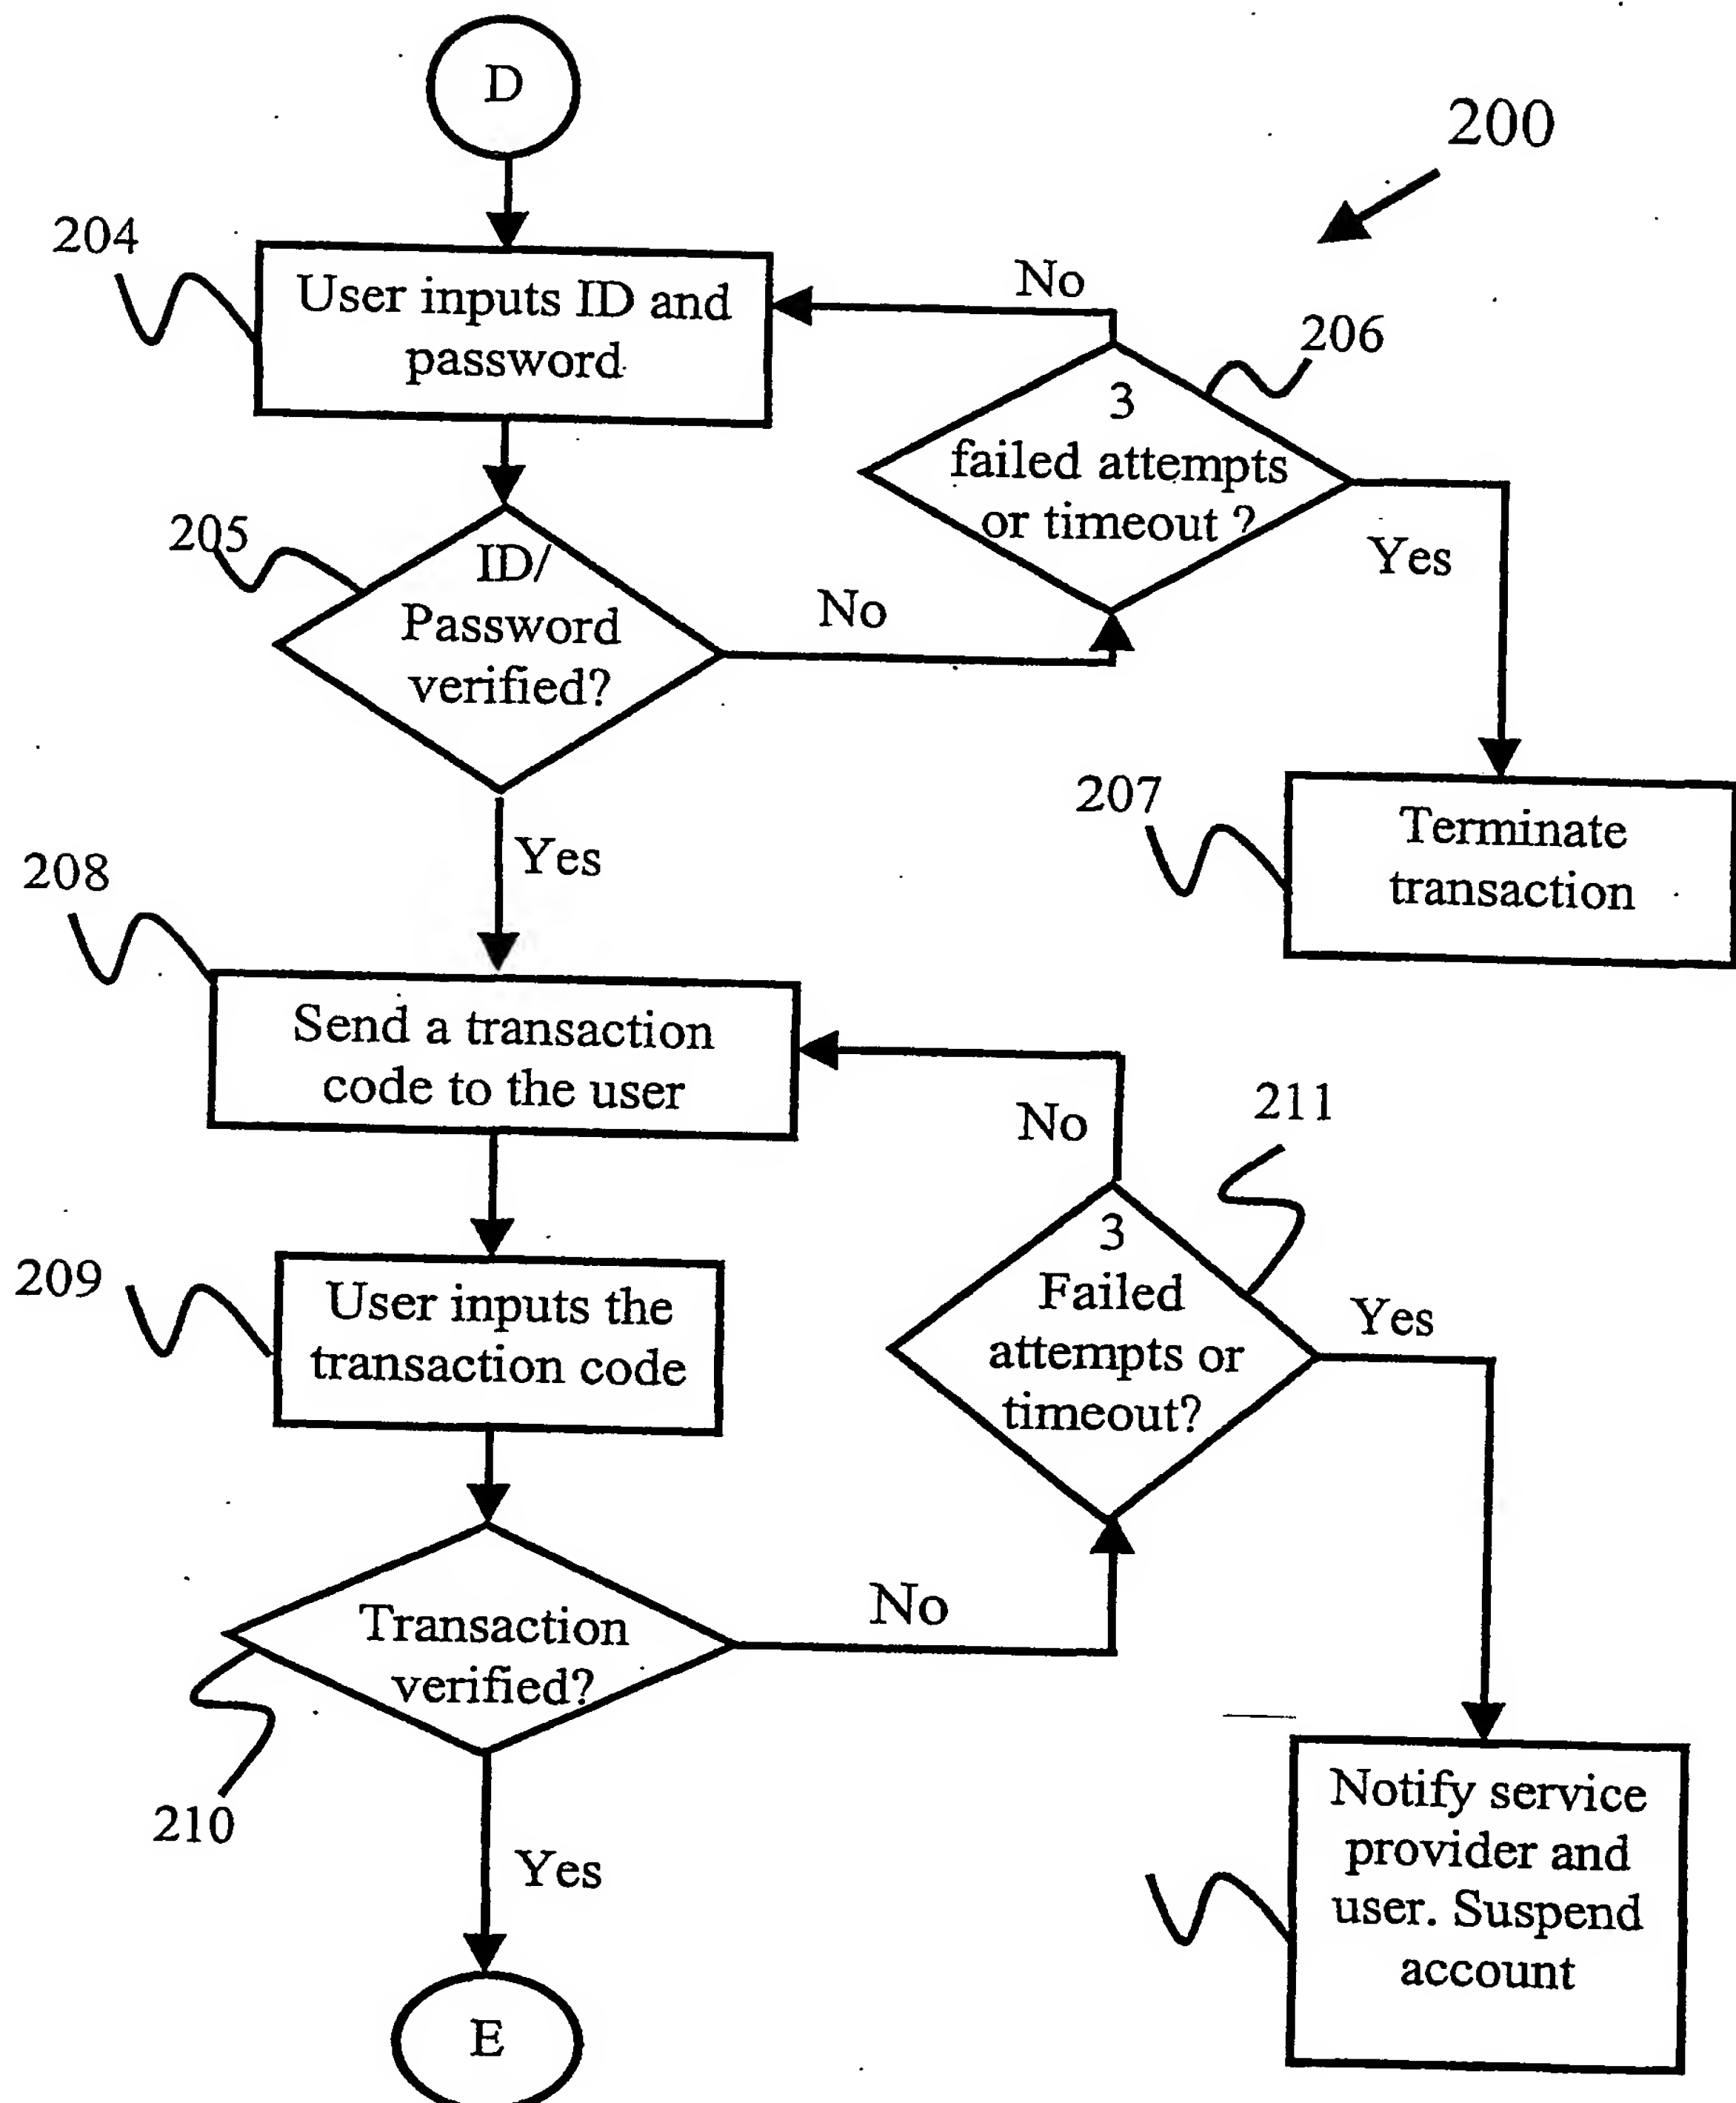 D
200
204
User inputs ID and
password
No
206
3
failed attempts
or timeout ?
205
ID/
Password
verified?
No
Yes
207
Terminate
transaction
Yes
208
Send a transaction
code to the user
No
211
209
User inputs the
transaction code
3
Failed
attempts or
timeout?
Yes
Transaction
verified?
No
210
Yes
Notify service
provider and
user. Suspend
account
E